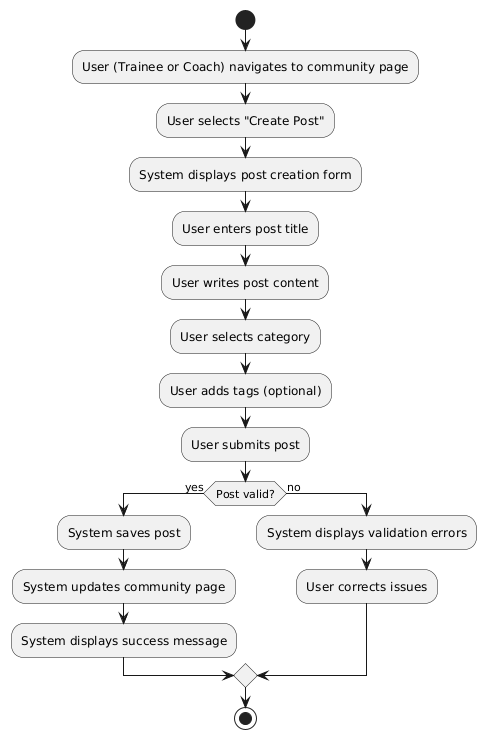 User (Trainee or Coach) navigates to community page
User selects "Create Post"
System displays post creation form
User enters post title
User writes post content
User selects category
User adds tags (optional)
User submits post
yes
Post valid?
no
System saves post
System displays validation errors
System updates community page
User corrects issues
System displays success message